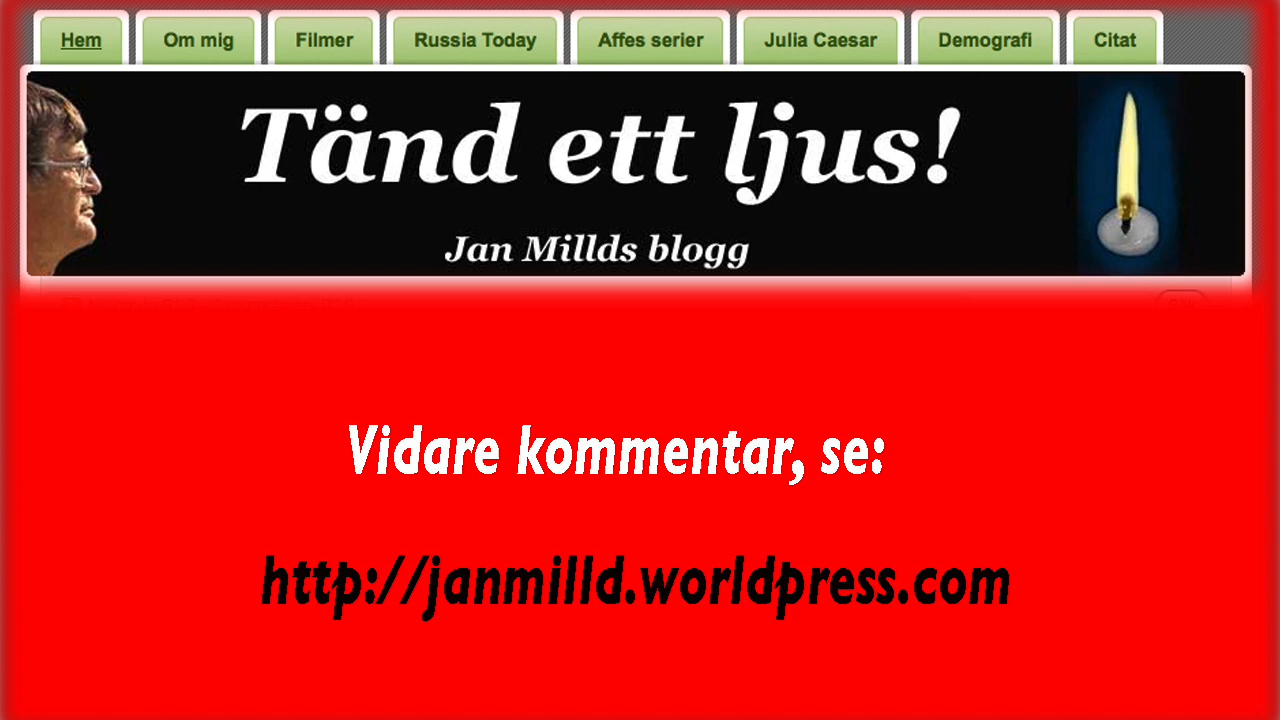 Hem Om mig Filmer Russia Today Affes serier Julia Caesar Demografi Citat
Tänd ett ljus!
Jan Millds blogg
Vidare kommentar, se:
http://janmilld.wordpress.com